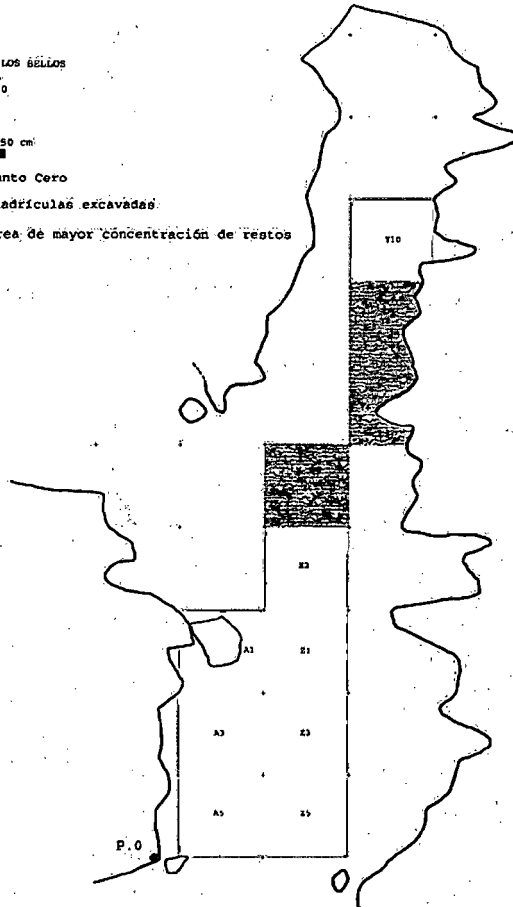 LOS BELLOS
0
50 cm
nto Cero
adrículas excavadas
rea de mayor concentración de restos
Y10
A1
Z1
A3
Z3
A5
Z5
P.0